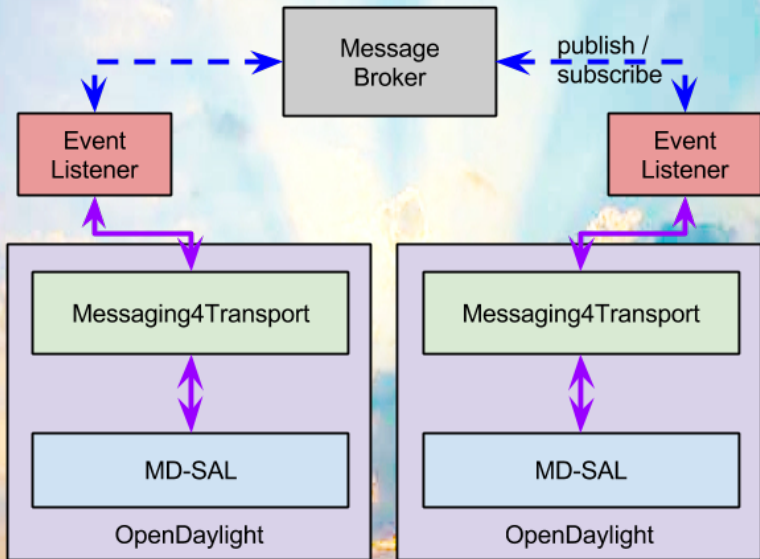 Message
Broker
publish /
subscribe
Event
Listener
Event
Listener
Messaging4Transport
Messaging4Transport
MD-SAL
MD-SAL
OpenDaylight
OpenDaylight